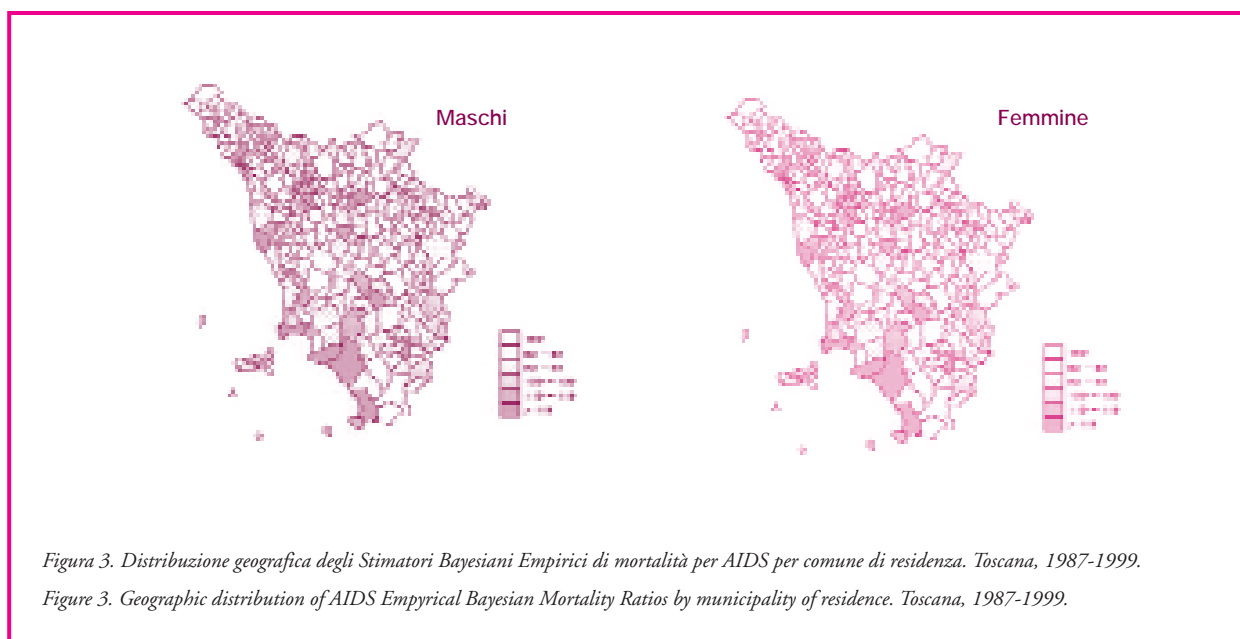 Maschi
Femmine
Figura 3. Distribuzione geografica degli Stimatori Bayesiani Empirici di mortalità per AIDS per comune di residenza. Toscana, 1987-1999.
Figure 3. Geographic distribution of AIDS Empyrical Bayesian Mortality Ratios by municipality of residence. Toscana, 1987-1999.